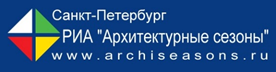 Санкт-Петербург
РИА "Архитектурные сезоны"
www.archiseasons.ru